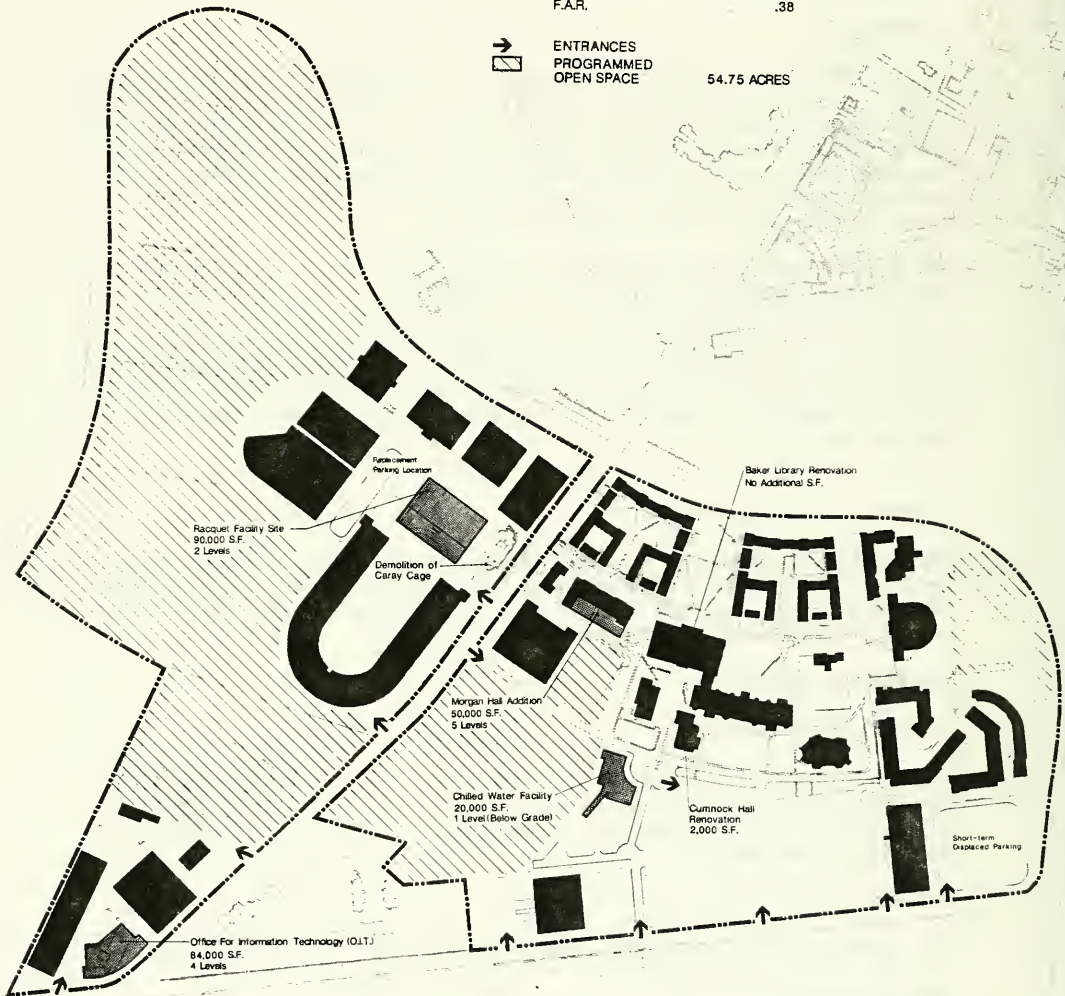 F.A.R. .38
ENTRANCES
PROGRAMMED
OPEN SPACE 54.75 ACRES
Replacement
Parking Location
Baker Library Renovation
No Additional S.F.
Racquet Facility Site
90,000 S.F.
2 Levels
Demolition of
Caray Cage
Morgan Hall Addition
50,000 S.F.
5 Levels
Chilled Water Facility
20,000 S.F.
1 Level (Below Grade)
Cumnock Hall
Renovation
2,000 S.F.
Short-term
Displaced Parking
Office For Information Technology (O.I.T.)
84,000 S.F.
4 Levels